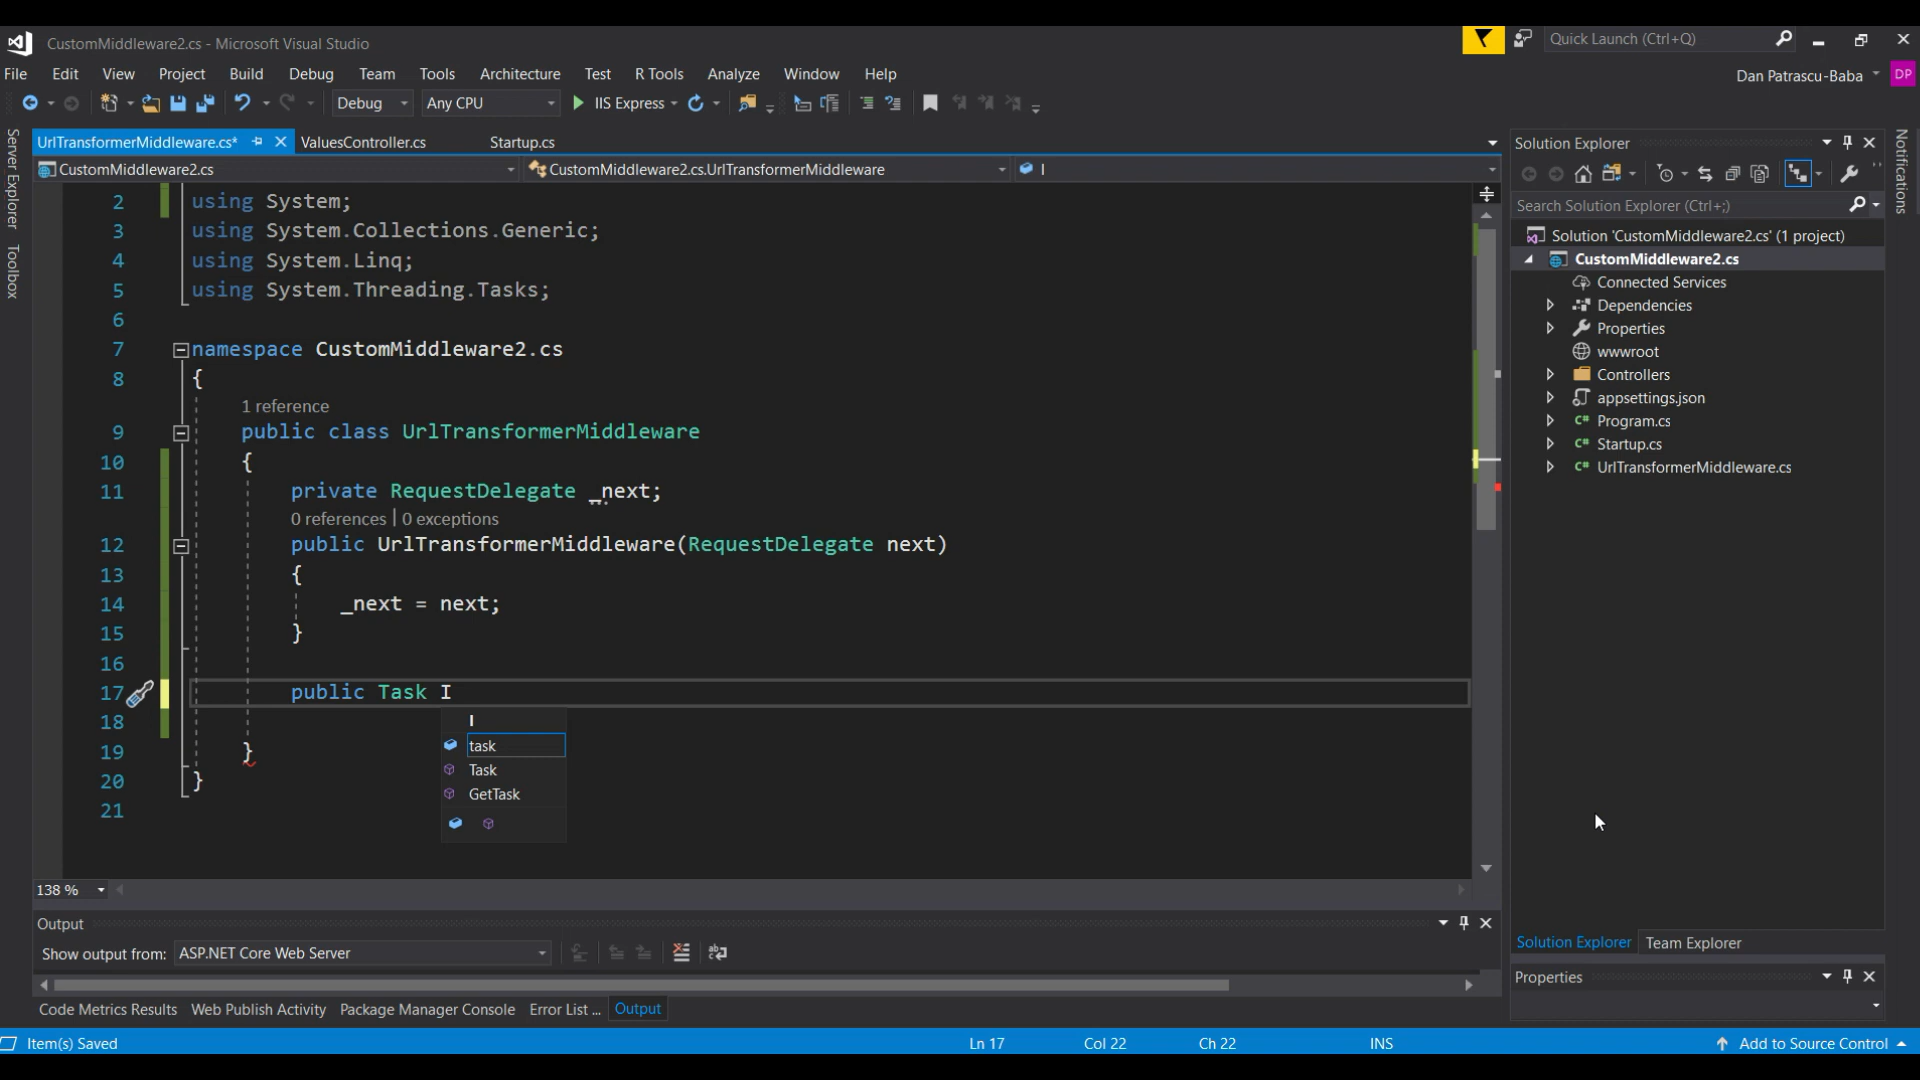 CustomMiddleware2.cs - Microsoft Visual Studio
Quick Launch (Ctrl+Q)
File Edit View Project Build Debug Team Tools Architecture Test R Tools Analyze Window Help
Dan Patrascu-Baba DP
Debug Any CPU IIS Express
Server Explorer
Toolbox
UrlTransformerMiddleware.cs* ValuesController.cs Startup.cs
CustomMiddleware2.cs CustomMiddleware2.cs.UrlTransformerMiddleware I
2 using System;
3 using System.Collections.Generic;
4 using System.Linq;
5 using System.Threading.Tasks;
6
7 namespace CustomMiddleware2.cs
8 {
1 reference
9 public class UrlTransformerMiddleware
10 {
11 private RequestDelegate _next;
0 references | 0 exceptions
12 public UrlTransformerMiddleware(RequestDelegate next)
13 {
14 _next = next;
15 }
16
17 public Task I
18
19 }
20 }
21
I
task
Task
GetTask
138 %
Output
Show output from: ASP.NET Core Web Server
Code Metrics Results Web Publish Activity Package Manager Console Error List ... Output
Solution Explorer
Search Solution Explorer (Ctrl+;)
Solution 'CustomMiddleware2.cs' (1 project)
CustomMiddleware2.cs
Connected Services
Dependencies
Properties
wwwroot
Controllers
appsettings.json
C# Program.cs
C# Startup.cs
C# UrlTransformerMiddleware.cs
Solution Explorer Team Explorer
Properties
Notifications
Item(s) Saved Ln 17 Col 22 Ch 22 INS Add to Source Control